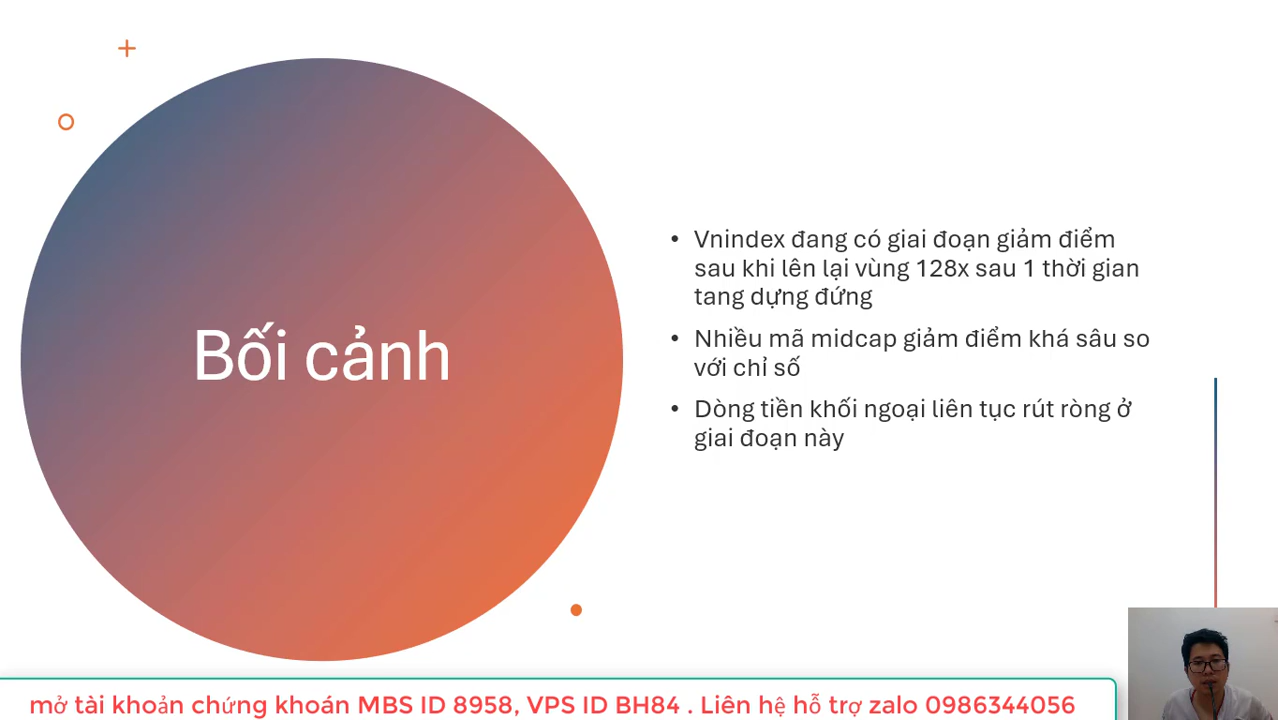 Bối cảnh
• Vnindex đang có giai đoạn giảm điểm
sau khi lên lại vùng 128x sau 1 thời gian
tang dựng đứng
• Nhiều mã midcap giảm điểm khá sâu so
với chỉ số
• Dòng tiền khối ngoại liên tục rút ròng ở
giai đoạn này
mở tài khoản chứng khoán MBS ID 8958, VPS ID BH84 . Liên hệ hỗ trợ zalo 0986344056